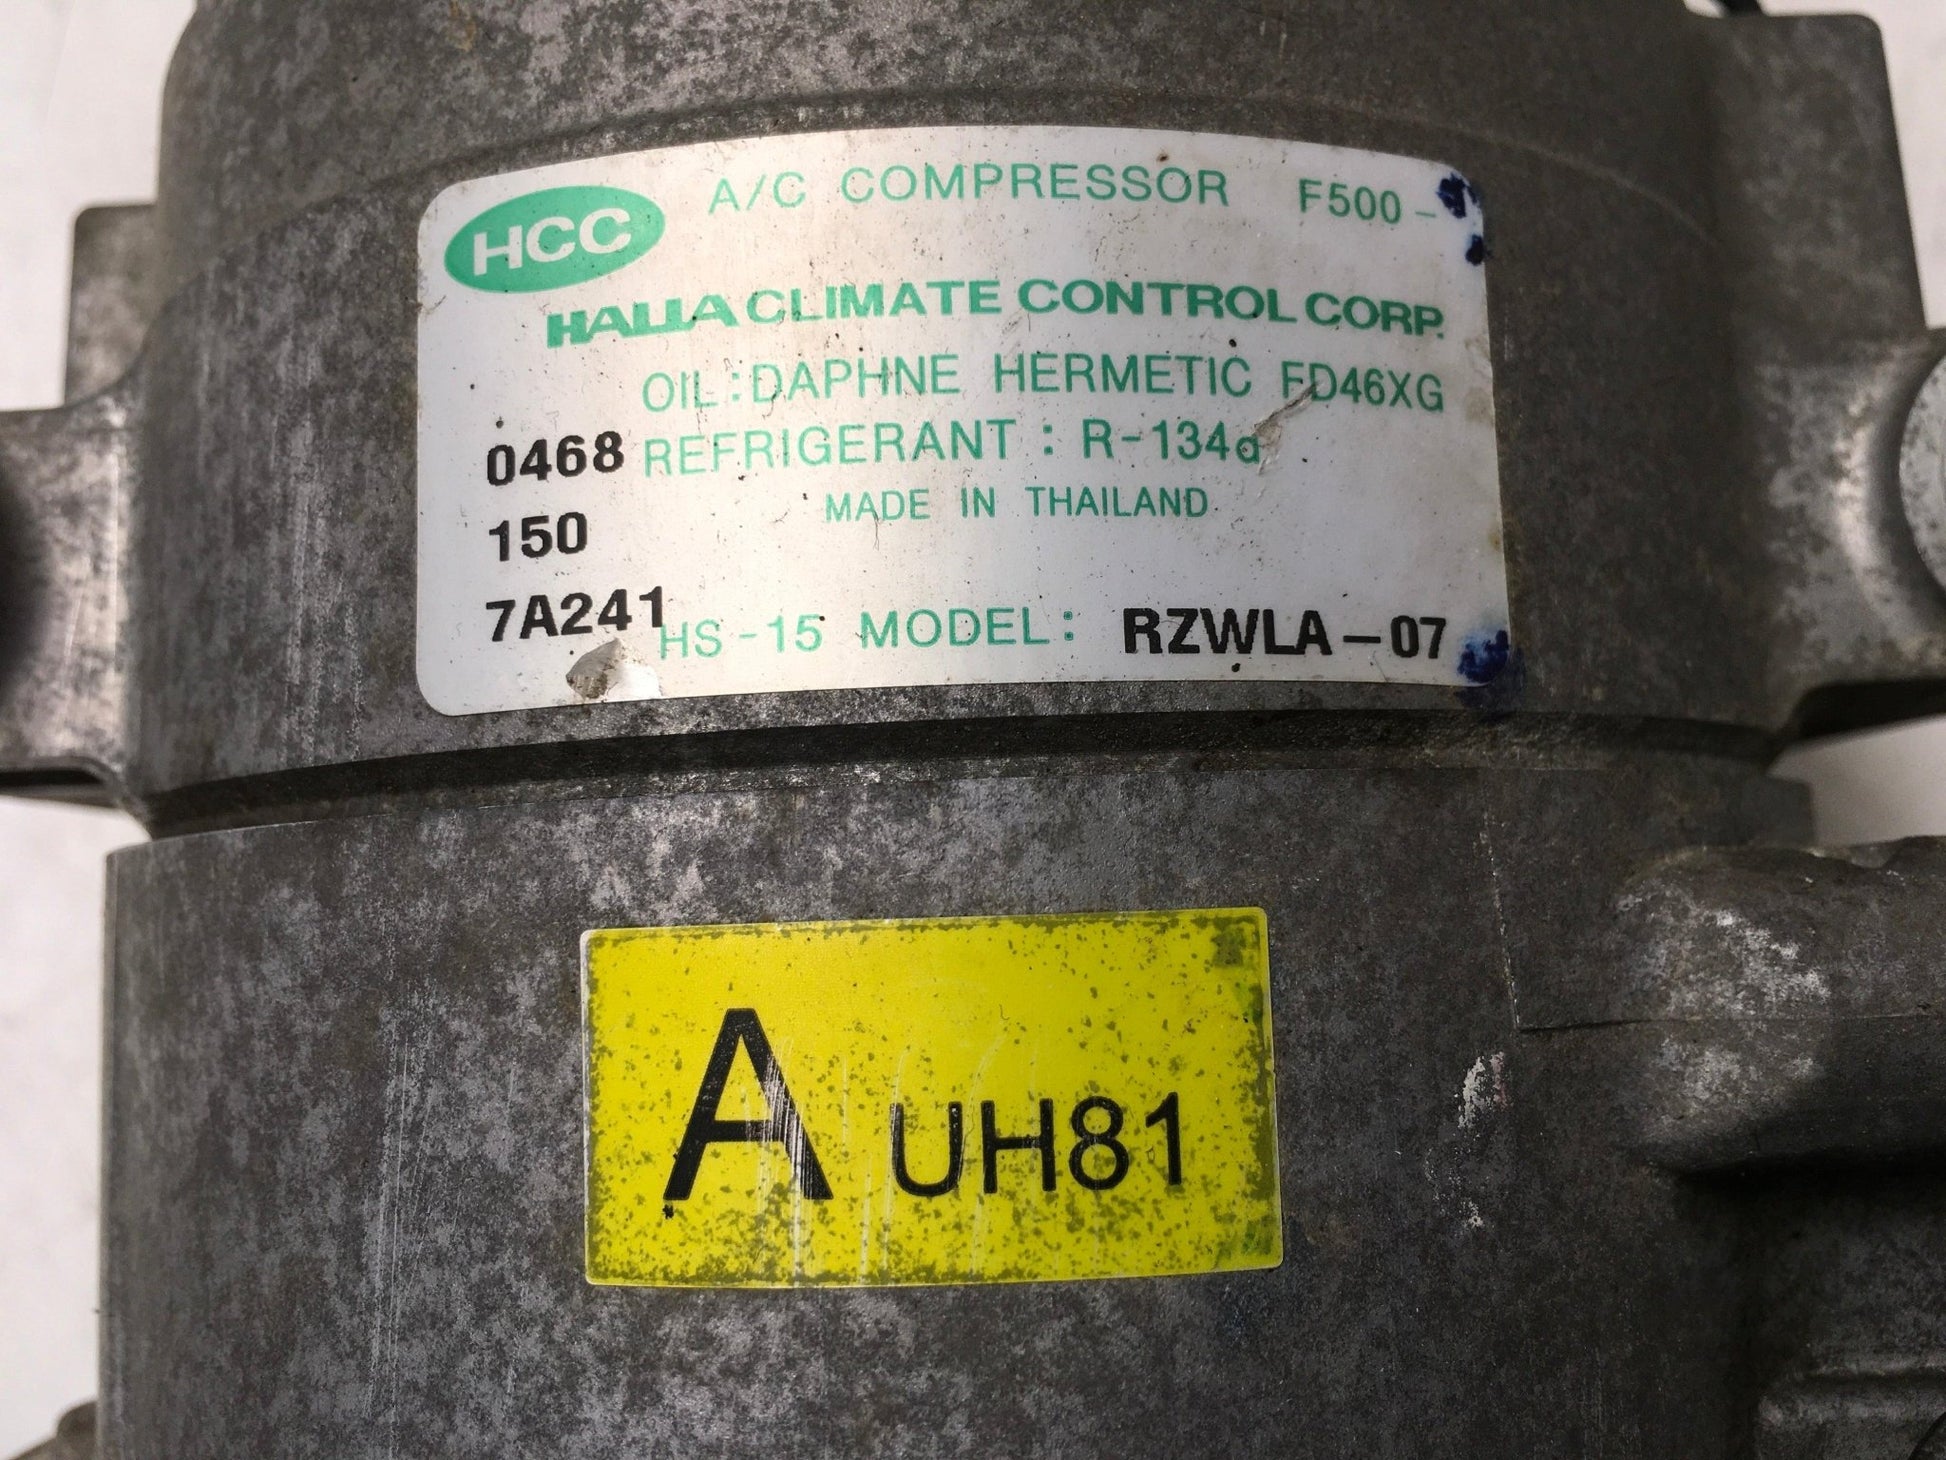 HCC A/C COMPRESSOR F500-
HALLA CLIMATE CONTROL CORP.
OIL:DAPHNE HERMETIC FD46XG
0468 REFRIGERANT : R-134a
150 MADE IN THAILAND
7A241 HS-15 MODEL: RZWLA-07
A UH81